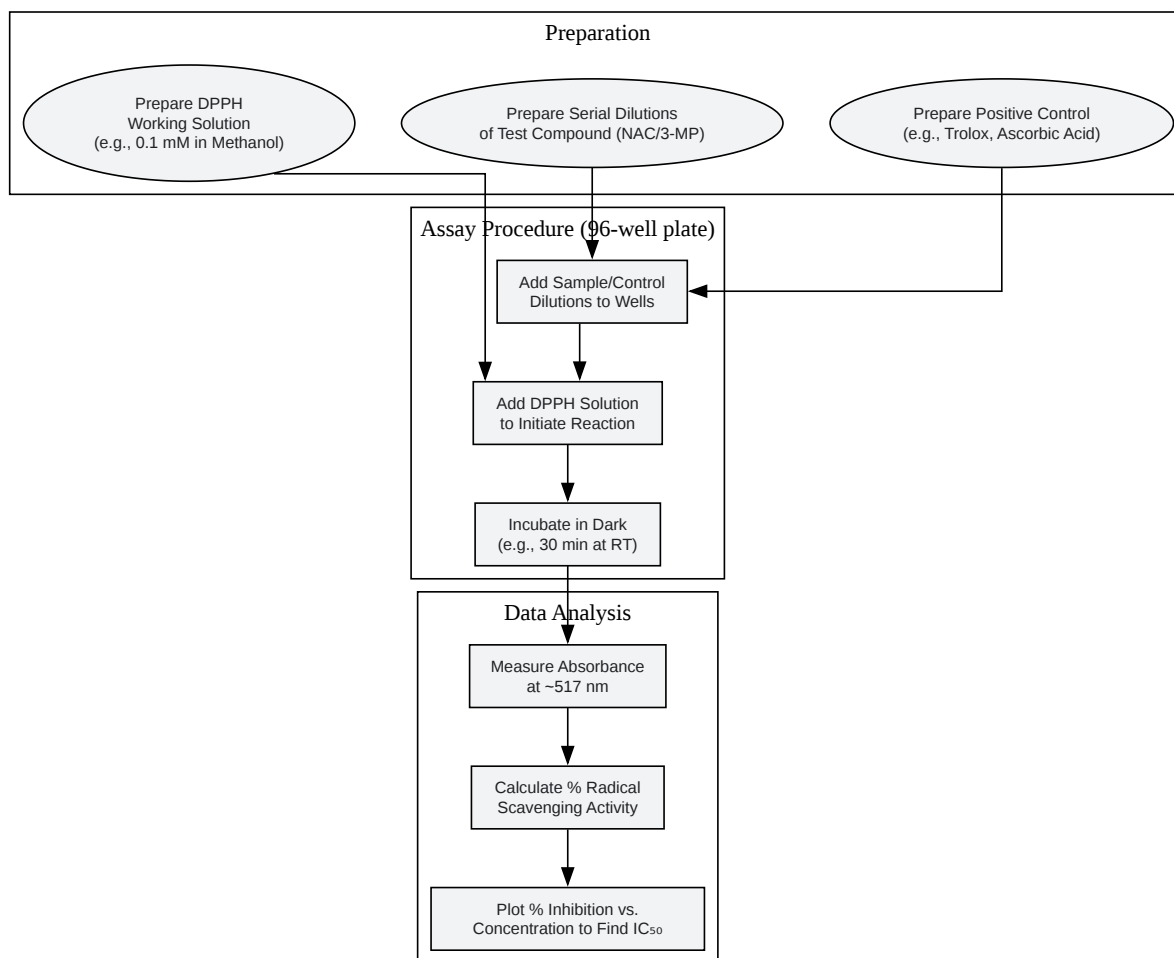 Preparation
Prepare DPPH
Working Solution
(e.g., 0.1 mM in Methanol)
Prepare Serial Dilutions
of Test Compound (NAC/3-MP)
Prepare Positive Control
(e.g., Trolox, Ascorbic Acid)
Assay Procedure (96-well plate)
Add Sample/Control
Dilutions to Wells
Add DPPH Solution
to Initiate Reaction
Incubate in Dark
(e.g., 30 min at RT)
Data Analysis
Measure Absorbance
at ~517 nm
Calculate % Radical
Scavenging Activity
Plot % Inhibition vs.
Concentration to Find IC₅₀